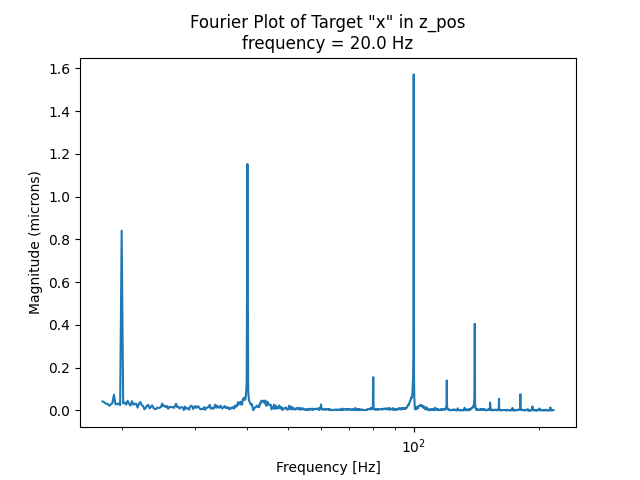 Fourier Plot of Target "x" in z_pos
frequency = 20.0 Hz
1.6
1.4
1.2
1.0
0.8
0.6
0.4
0.2
0.0
Magnitude (microns)
10²
Frequency [Hz]